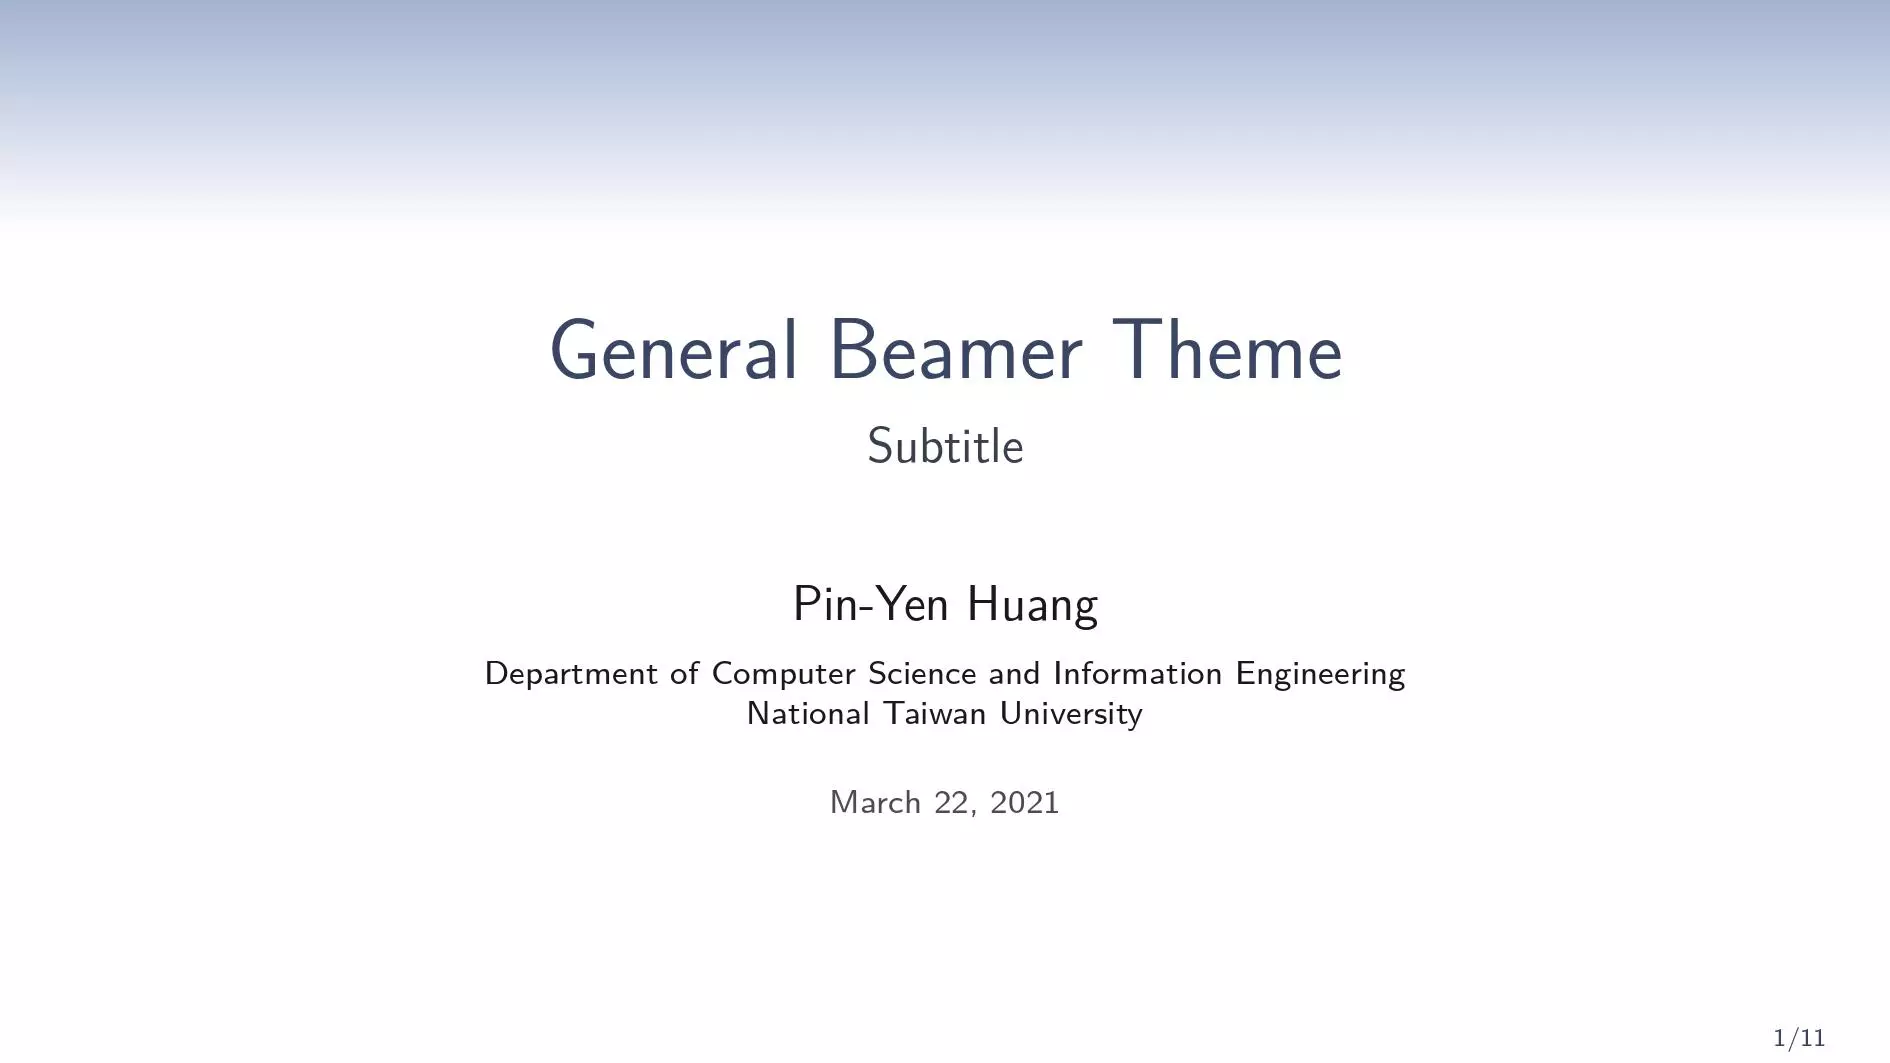 General Beamer Theme
Subtitle
Pin-Yen Huang
Department of Computer Science and Information Engineering
National Taiwan University
March 22, 2021
1/11